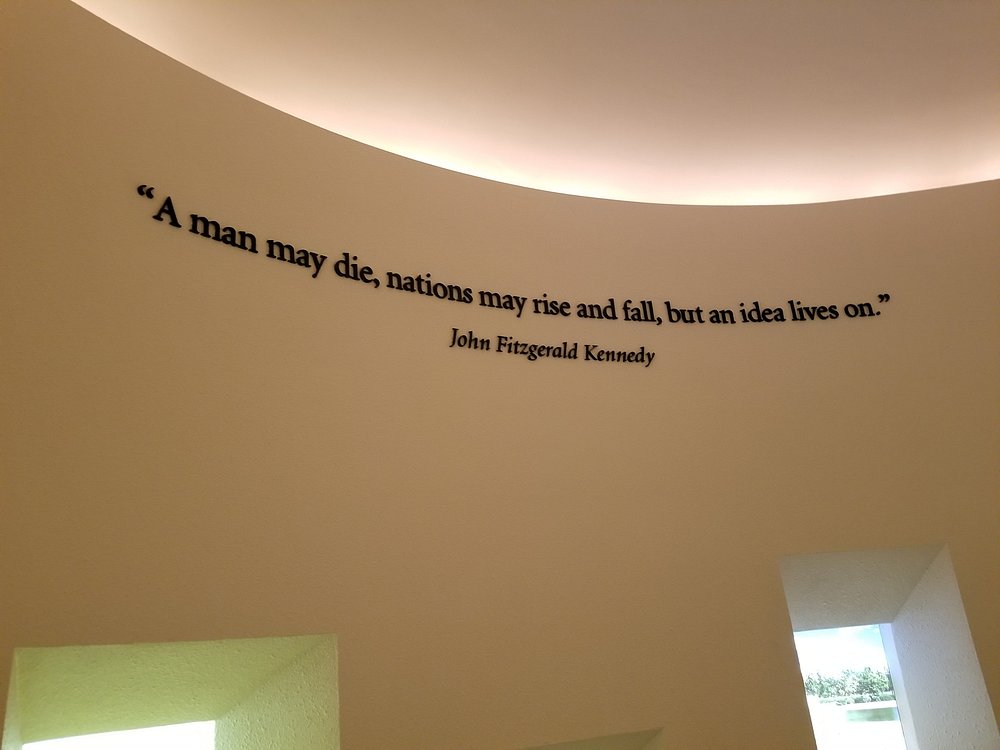 “A man may die, nations may rise and fall, but an idea lives on.”
John Fitzgerald Kennedy